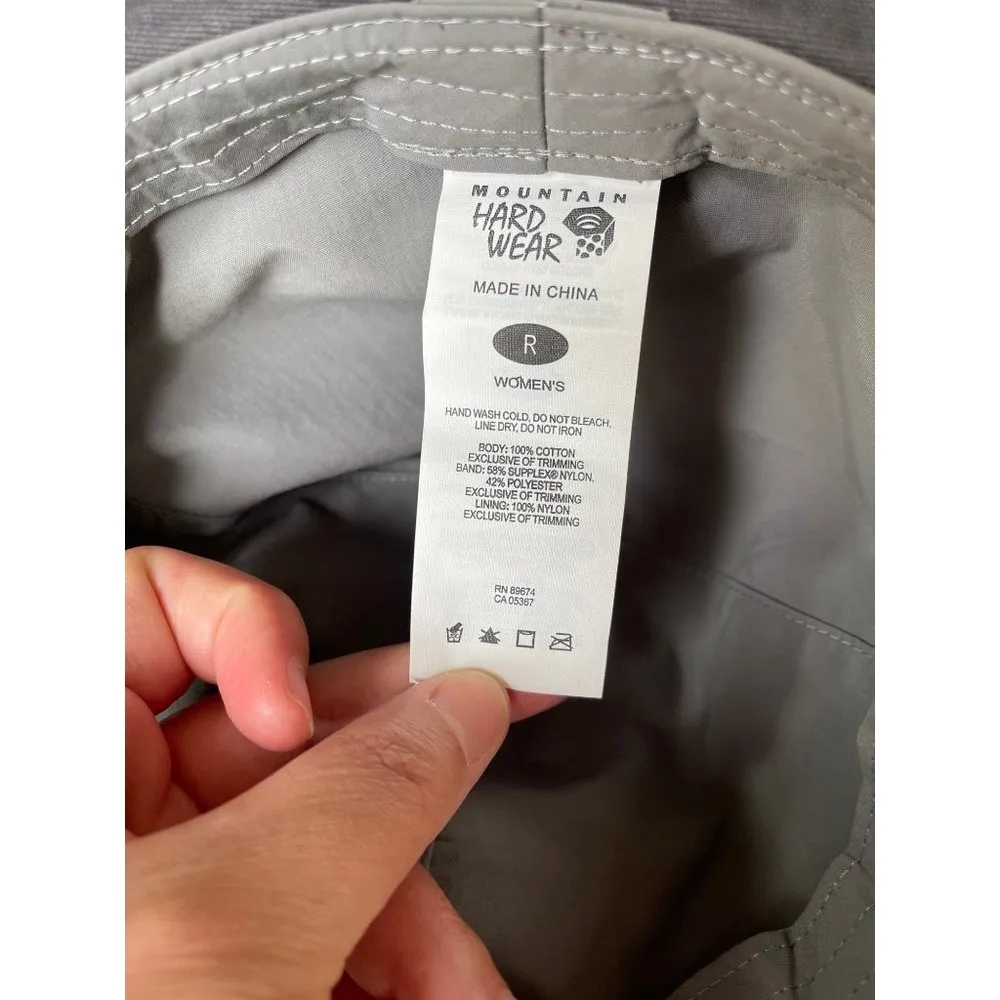 MOUNTAIN
HARD
WEAR
MADE IN CHINA
R
WOMEN'S
HAND WASH COLD, DO NOT BLEACH,
LINE DRY, DO NOT IRON
BODY: 100% COTTON
EXCLUSIVE OF TRIMMING
BAND: 58% SUPPLEX® NYLON,
42% POLYESTER
EXCLUSIVE OF TRIMMING
LINING: 100% NYLON
EXCLUSIVE OF TRIMMING
RN 89674
CA 05367